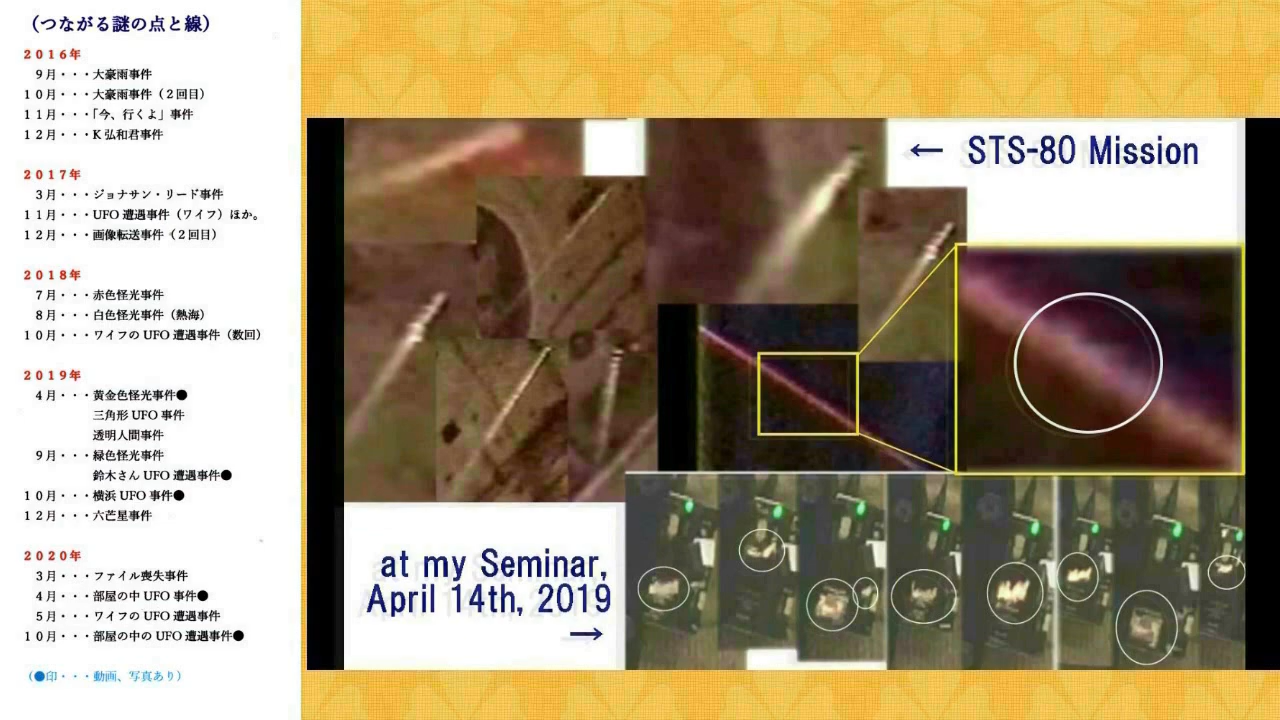 （つながる謎の点と線）
２０１６年
９月・・・大豪雨事件
１０月・・・大豪雨事件（２回目）
１１月・・・「今、行くよ」事件
１２月・・・K 弘和君事件
２０１７年
３月・・・ジョナサン・リード事件
１１月・・・UFO 遭遇事件（ワイフ）ほか。
１２月・・・画像転送事件（２回目）
２０１８年
７月・・・赤色怪光事件
８月・・・白色怪光事件（熱海）
１０月・・・ワイフの UFO 遭遇事件（数回）
２０１９年
４月・・・黄金色怪光事件●
三角形 UFO 事件
透明人間事件
９月・・・緑色怪光事件
鈴木さん UFO 遭遇事件●
１０月・・・横浜 UFO 事件●
１２月・・・六芒星事件
２０２０年
３月・・・ファイル喪失事件
４月・・・部屋の中 UFO 事件●
５月・・・ワイフの UFO 遭遇事件
１０月・・・部屋の中の UFO 遭遇事件●
（●印・・・動画、写真あり）
← STS-80 Mission
at my Seminar,
April 14th, 2019
→